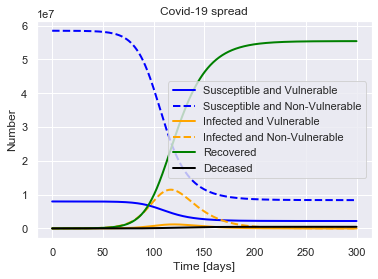 Covid-19 spread
1e7
6
5
4
3
2
1
0
Number
Susceptible and Vulnerable
Susceptible and Non-Vulnerable
Infected and Vulnerable
Infected and Non-Vulnerable
Recovered
Deceased
0 50 100 150 200 250 300
Time [days]